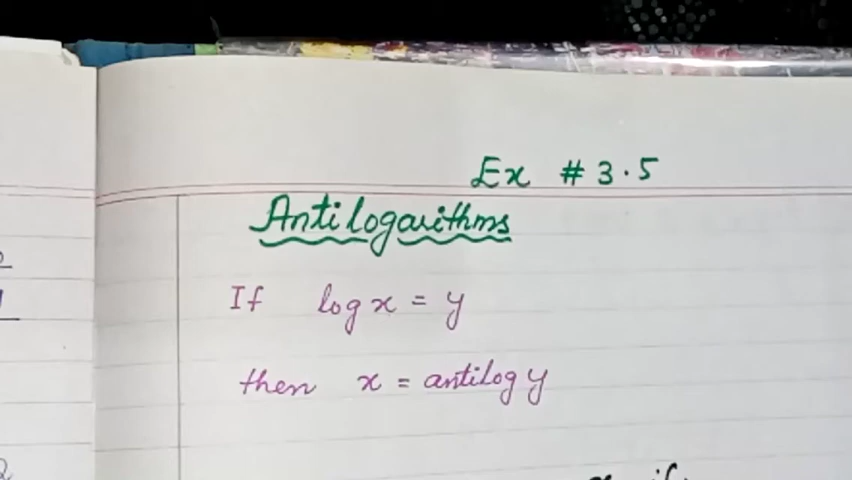 Ex # 3.5
Antilogarithms
If log x = y
then x = antilog y